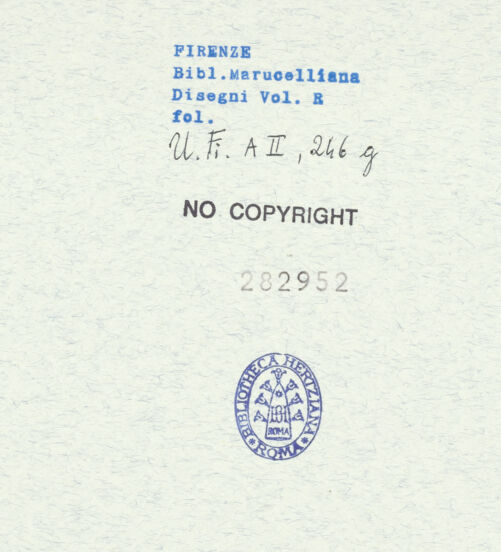 FIRENZE
Bibl.Marucelliana
Disegni Vol. R
fol.
U. Fi. A II, 246 g
NO COPYRIGHT
282952
BIBLIOTHECA HERTZIANA
ROMA
ROMA